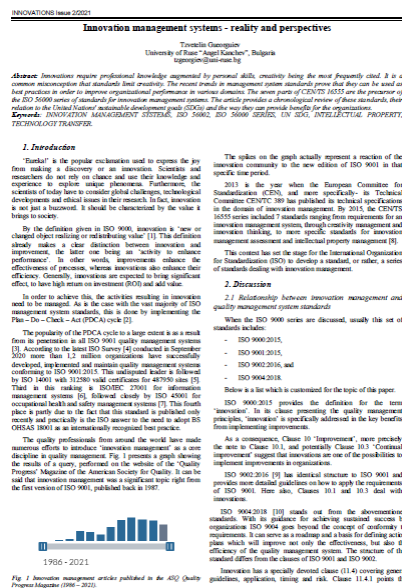 INNOVATIONS Issue 2/2021
Innovation management systems - reality and perspectives
Tzvetelin Gueorguiev
University of Ruse “Angel Kanchev”, Bulgaria
tzgeorgiev@uni-ruse.bg
Abstract: Innovations require professional knowledge augmented by personal skills, creativity being the most frequently cited. It is a
common misconception that standards limit creativity. The recent trends in management system standards prove that they can be used as
best practices in order to improve organizational performance in various domains. The seven parts of CEN/TS 16555 are the precursor of
the ISO 56000 series of standards for innovation management systems. The article provides a chronological review of these standards, their
relation to the United Nations' sustainable development goals (SDGs) and the way they can provide benefits for the organizations.
Keywords: INNOVATION MANAGEMENT SYSTEMS, ISO 56002, ISO 56000 SERIES, UN SDG, INTELLECTUAL PROPERTY,
TECHNOLOGY TRANSFER.
1. Introduction
‘Eureka!’ is the popular exclamation used to express the joy
from making a discovery or an innovation. Scientists and
researchers do not rely on chance and use their knowledge and
experience to explore unique phenomena. Furthermore, the
scientists of today have to consider global challenges, technological
developments and ethical issues in their research. In fact, innovation
is not just a buzzword. It should be characterized by the value it
brings to society.
By the definition given in ISO 9000, innovation is ‘new or
changed object realizing or redistributing value’ [1]. This definition
already makes a clear distinction between innovation and
improvement, the latter one being an ‘activity to enhance
performance’. In other words, improvements enhance the
effectiveness of processes, whereas innovations also enhance their
efficiency. Generally, innovations are expected to bring significant
effect, to have high return on investment (ROI) and add value.
In order to achieve this, the activities resulting in innovation
need to be managed. As is the case with the vast majority of ISO
management system standards, this is done by implementing the
Plan – Do – Check – Act (PDCA) cycle [2].
The popularity of the PDCA cycle to a large extent is as a result
from its penetration in all ISO 9001 quality management systems
[3]. According to the latest ISO Survey [4] conducted in September
2020 more than 1,2 million organizations have successfully
developed, implemented and maintain quality management systems
conforming to ISO 9001:2015. This undisputed leader is followed
by ISO 14001 with 312580 valid certificates for 487950 sites [5].
Third in this ranking is ISO/IEC 27001 for information
management systems [6], followed closely by ISO 45001 for
occupational health and safety management systems [7]. This fourth
place is partly due to the fact that this standard is published only
recently and practically is the ISO answer to the need to adopt BS
OHSAS 18001 as an internationally recognized best practice.
The quality professionals from around the world have made
numerous efforts to introduce ‘innovation management’ as a core
discipline in quality management. Fig. 1 presents a graph showing
the results of a query, performed on the website of the ‘Quality
Progress’ Magazine of the American Society for Quality. It can be
said that innovation management was a significant topic right from
the first version of ISO 9001, published back in 1987.
1986 - 2021
Fig. 1 Innovation management articles published in the ASQ Quality
Progress Magazine (1986 – 2021).
The spikes on the graph actually represent a reaction of the
innovation community to the new edition of ISO 9001 in that
specific time period.
2013 is the year when the European Committee for
Standardization (CEN), and more specifically- its Technical
Committee CEN/TC 389 has published its technical specifications
in the domain of innovation management. By 2015, the CEN/TS
16555 series included 7 standards ranging from requirements for an
innovation management system, through creativity management and
innovation thinking, to more specific standards for innovation
management assessment and intellectual property management [8].
This content has set the stage for the International Organization
for Standardization (ISO) to develop a standard, or rather, a series
of standards dealing with innovation management.
2. Discussion
2.1 Relationship between innovation management and
quality management system standards
When the ISO 9000 series are discussed, usually this set of
standards includes:
- ISO 9000:2015,
- ISO 9001:2015,
- ISO 9002:2016, and
- ISO 9004:2018.
Below is a list which is customized for the topic of this paper.
ISO 9000:2015 provides the definition for the term
‘innovation’. In its clause presenting the quality management
principles, ‘innovation’ is specifically addressed in the key benefits
from implementing improvements.
As a consequence, Clause 10 ‘Improvement’, more precisely
the note to Clause 10.1, and potentially Clause 10.3 ‘Continual
improvement’ suggest that innovations are one of the possibilities to
implement improvements in organizations.
ISO 9002:2016 [9] has identical structure to ISO 9001 and
provides more detailed guidelines on how to apply the requirements
of ISO 9001. Here also, Clauses 10.1 and 10.3 deal with
innovations.
ISO 9004:2018 [10] stands out from the abovementioned
standards. With its guidance for achieving sustained success by
organizations ISO 9004 goes beyond the concept of conformity to
requirements. It can serve as a roadmap and a basis for defining action
plans which will improve not only the effectiveness, but also the
efficiency of the quality management system. The structure of this
standard differs from the clauses of ISO 9001 and ISO 9002.
Innovation has a specially devoted clause (11.4) covering general
guidelines, application, timing and risk. Clause 11.4.1 points to